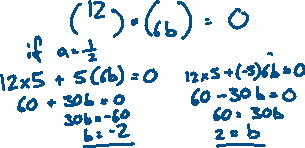 (12) • (6b) = 0
if a = 1/2
12×5 + 5(6b) = 0
60 + 30b = 0
30b = -60
b = -2
12×5 + (-5)6b = 0
60 - 30b = 0
60 = 30b
2 = b